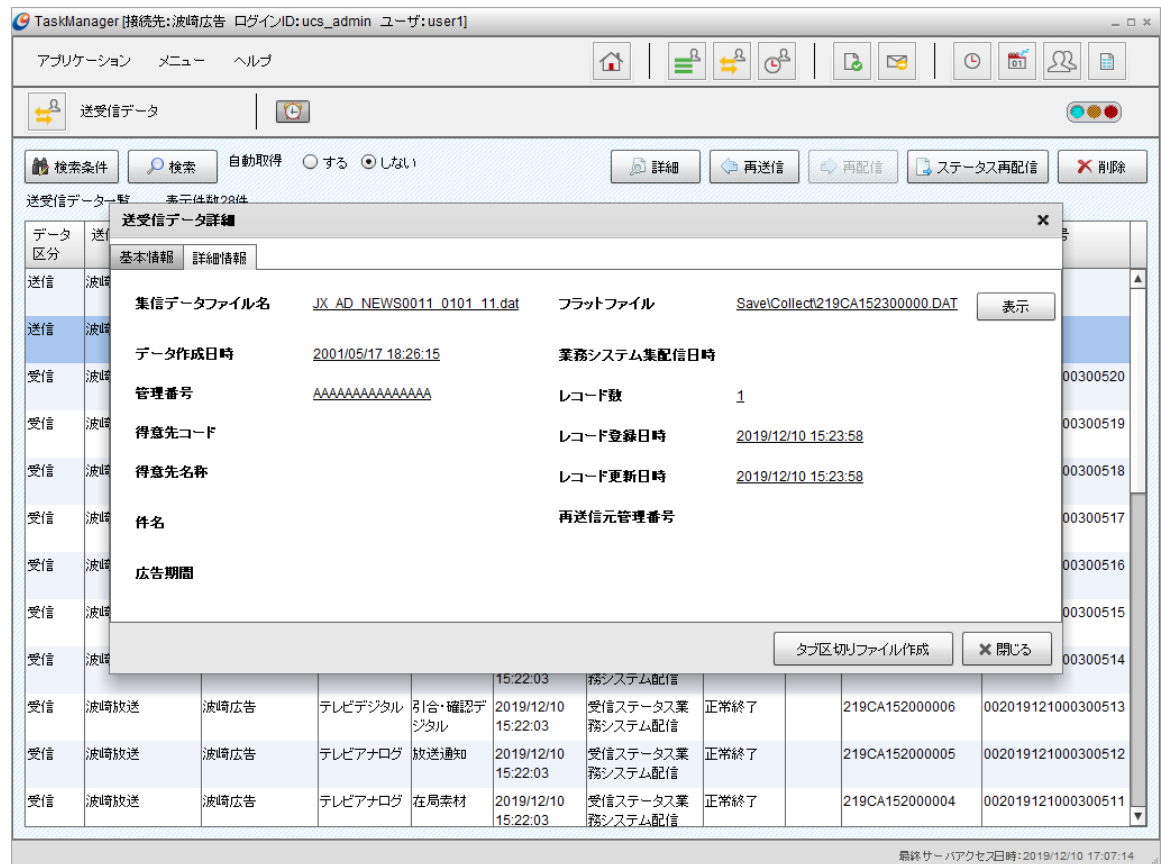 TaskManager [接続先:波崎広告 ログインID:ucs_admin ユーザ:user1]
アプリケーション メニュー ヘルプ
送受信データ
検索条件 検索 自動取得 する しない 詳細 再送信 再配信 ステータス再配信 削除
送受信データ一覧 表示件数28件
データ区分
送受信データ詳細
基本情報 詳細情報
集信データファイル名 JX_AD_NEWS0011_0101_11.dat フラットファイル Save\Collect\219CA152300000.DAT 表示
データ作成日時 2001/05/17 18:26:15 業務システム集配信日時
管理番号 AAAAAAAAAAAAAAA レコード数 1
得意先コード レコード登録日時 2019/12/10 15:23:58
得意先名称 レコード更新日時 2019/12/10 15:23:58
件名 再送信元管理番号
広告期間
タブ区切りファイル作成 閉じる
送信
送信
受信 00300520
受信 00300519
受信 00300518
受信 00300517
受信 00300516
受信 00300515
受信 00300514
15:22:03 務システム配信
受信 波崎放送 波崎広告 テレビデジタル 引合・確認デ 2019/12/10 受信ステータス業 正常終了 219CA152000006 002019121000300513
ジタル 15:22:03 務システム配信
受信 波崎放送 波崎広告 テレビアナログ 放送通知 2019/12/10 受信ステータス業 正常終了 219CA152000005 002019121000300512
15:22:03 務システム配信
受信 波崎放送 波崎広告 テレビアナログ 在局素材 2019/12/10 受信ステータス業 正常終了 219CA152000004 002019121000300511
15:22:03 務システム配信
最終サーバアクセス日時:2019/12/10 17:07:14